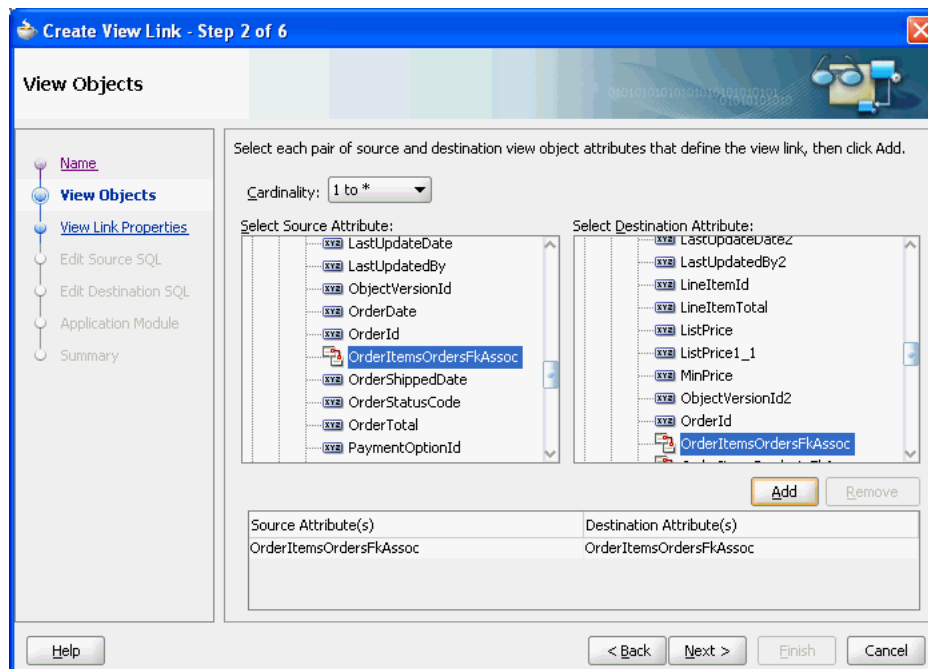 Create View Link - Step 2 of 6
View Objects
Name
View Objects
View Link Properties
Edit Source SQL
Edit Destination SQL
Application Module
Summary
Select each pair of source and destination view object attributes that define the view link, then click Add.
Cardinality: 1 to *
Select Source Attribute:
LastUpdateDate
LastUpdatedBy
ObjectVersionId
OrderDate
OrderId
OrderItemsOrdersFkAssoc
OrderShippedDate
OrderStatusCode
OrderTotal
PaymentOptionId
Select Destination Attribute:
LastUpdateDate2
LastUpdatedBy2
LineItemId
LineItemTotal
ListPrice
ListPrice1_1
MinPrice
ObjectVersionId2
OrderId
OrderItemsOrdersFkAssoc
Add Remove
Source Attribute(s) Destination Attribute(s)
OrderItemsOrdersFkAssoc OrderItemsOrdersFkAssoc
Help < Back Next > Finish Cancel